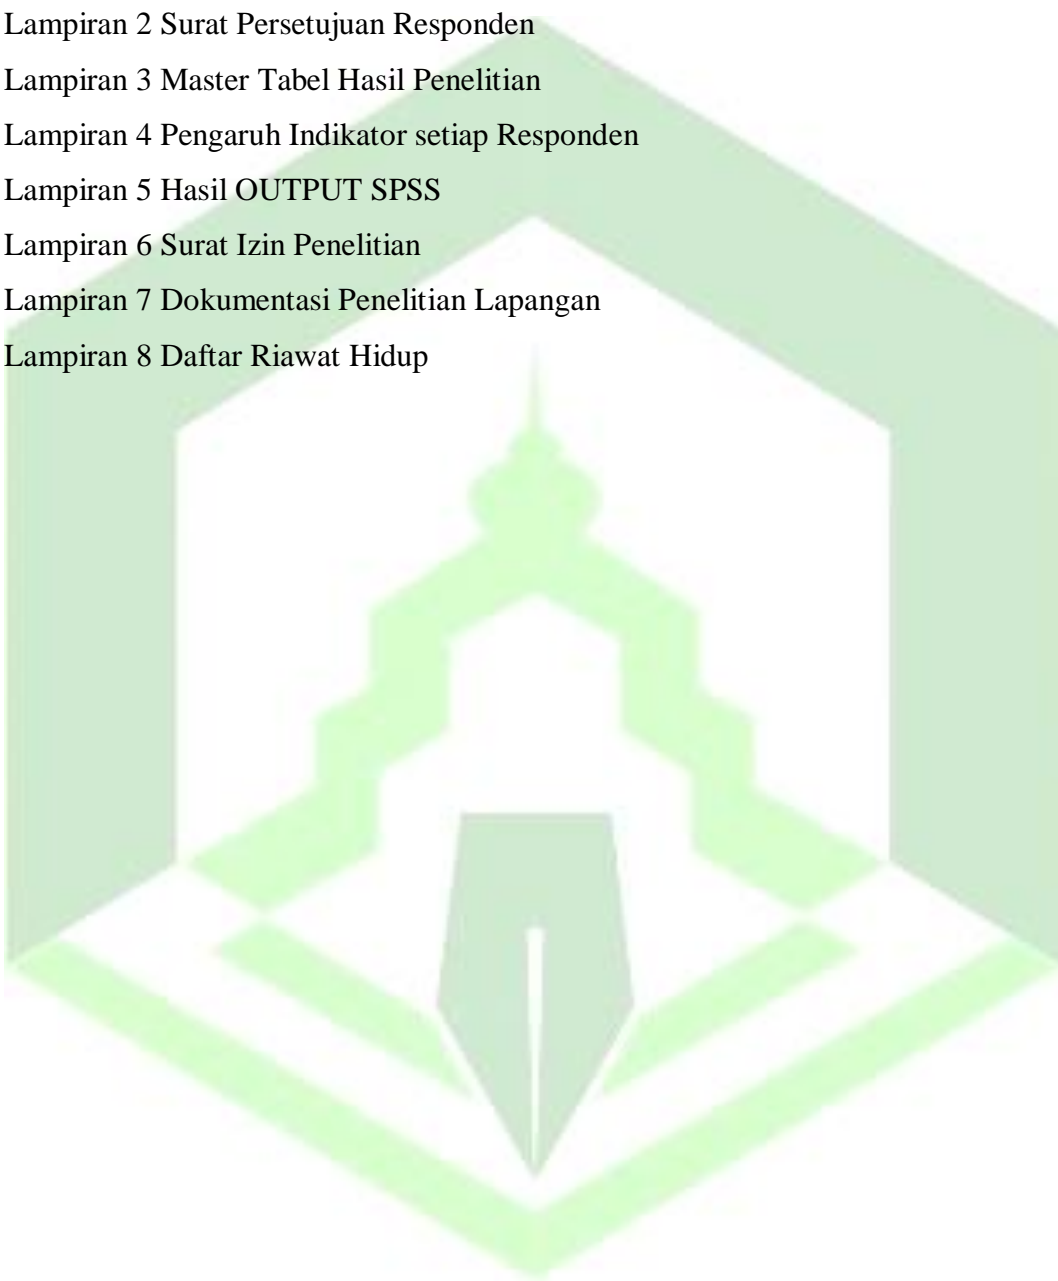 Lampiran 2 Surat Persetujuan Responden
Lampiran 3 Master Tabel Hasil Penelitian
Lampiran 4 Pengaruh Indikator setiap Responden
Lampiran 5 Hasil OUTPUT SPSS
Lampiran 6 Surat Izin Penelitian
Lampiran 7 Dokumentasi Penelitian Lapangan
Lampiran 8 Daftar Riawat Hidup